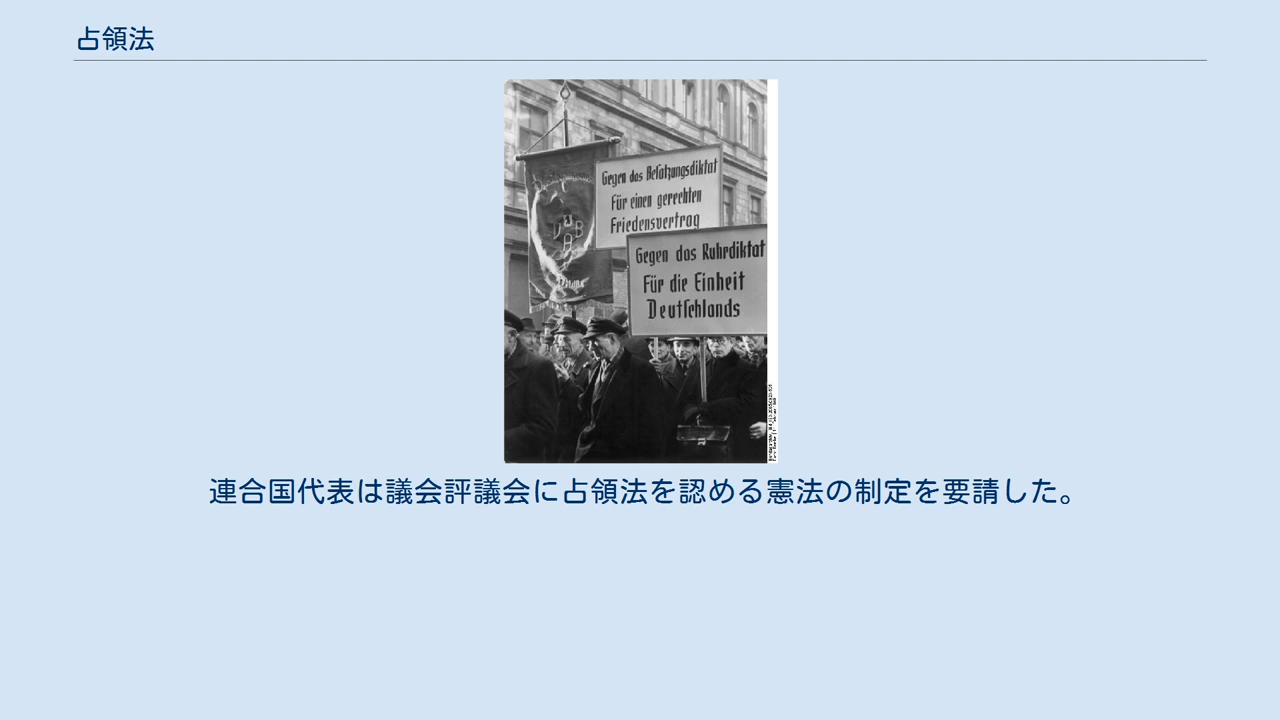 占領法
Gegen das Besatzungsdiktat
Für einen gerechten
Friedensvertrag
Gegen das Ruhrdiktat
Für die Einheit
Deutschlands
V A B
連合国代表は議会評議会に占領法を認める憲法の制定を要請した。